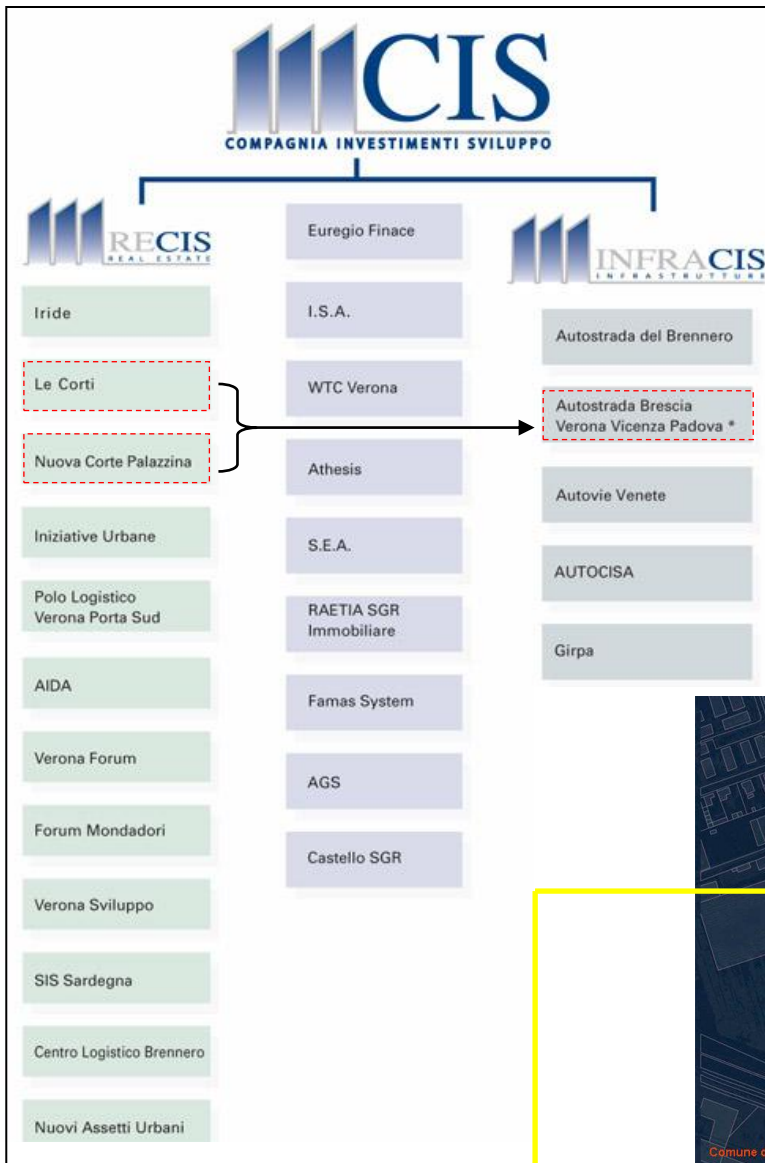 CIS
COMPAGNIA INVESTIMENTI SVILUPPO
RECIS
REAL ESTATE
Iride
Le Corti
Nuova Corte Palazzina
Iniziative Urbane
Polo Logistico
Verona Porta Sud
AIDA
Verona Forum
Forum Mondadori
Verona Sviluppo
SIS Sardegna
Centro Logistico Brennero
Nuovi Assetti Urbani
Euregio Finace
I.S.A.
WTC Verona
Athesis
S.E.A.
RAETIA SGR
Immobiliare
Famas System
AGS
Castello SGR
INFRACIS
INFRASTRUTTURE
Autostrada del Brennero
Autostrada Brescia
Verona Vicenza Padova *
Autovie Venete
AUTOCISA
Girpa
Comune d